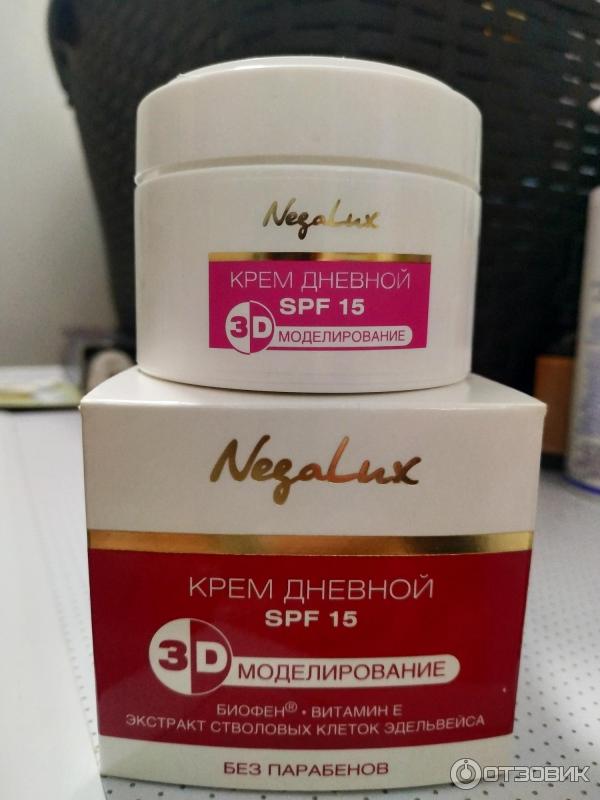 NegaLux
КРЕМ ДНЕВНОЙ
SPF 15
3D МОДЕЛИРОВАНИЕ
NegaLux
КРЕМ ДНЕВНОЙ
SPF 15
3D МОДЕЛИРОВАНИЕ
БИОФЕН® • ВИТАМИН Е
ЭКСТРАКТ СТВОЛОВЫХ КЛЕТОК ЭДЕЛЬВЕЙСА
БЕЗ ПАРАБЕНОВ
ОТЗОВИК